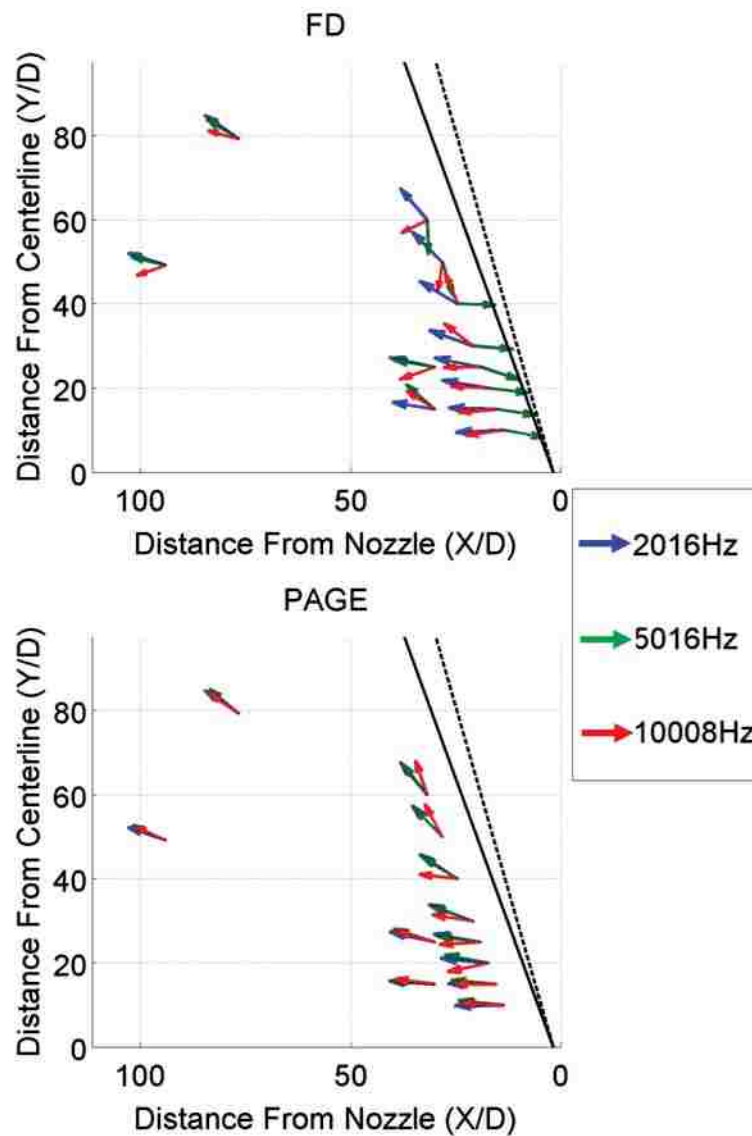 FD
Distance From Centerline (Y/D)
80
60
40
20
0
100 50 0
Distance From Nozzle (X/D)
2016Hz
5016Hz
10008Hz
PAGE
Distance From Centerline (Y/D)
80
60
40
20
0
100 50 0
Distance From Nozzle (X/D)